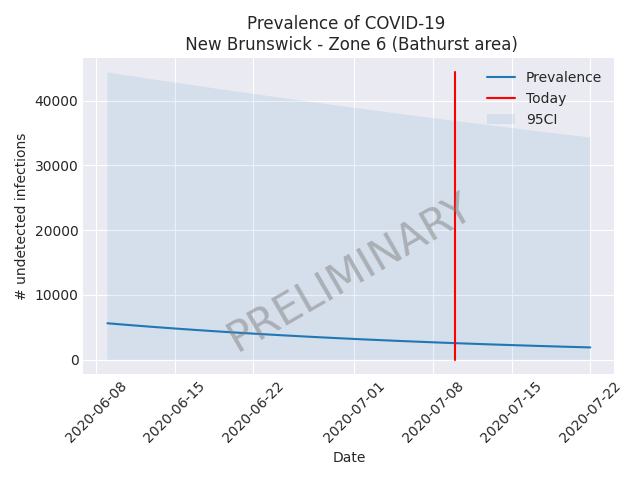 Prevalence of COVID-19
New Brunswick - Zone 6 (Bathurst area)
Prevalence
Today
95CI
# undetected infections
40000
30000
20000
10000
0
PRELIMINARY
2020-06-08
2020-06-15
2020-06-22
2020-07-01
2020-07-08
2020-07-15
2020-07-22
Date